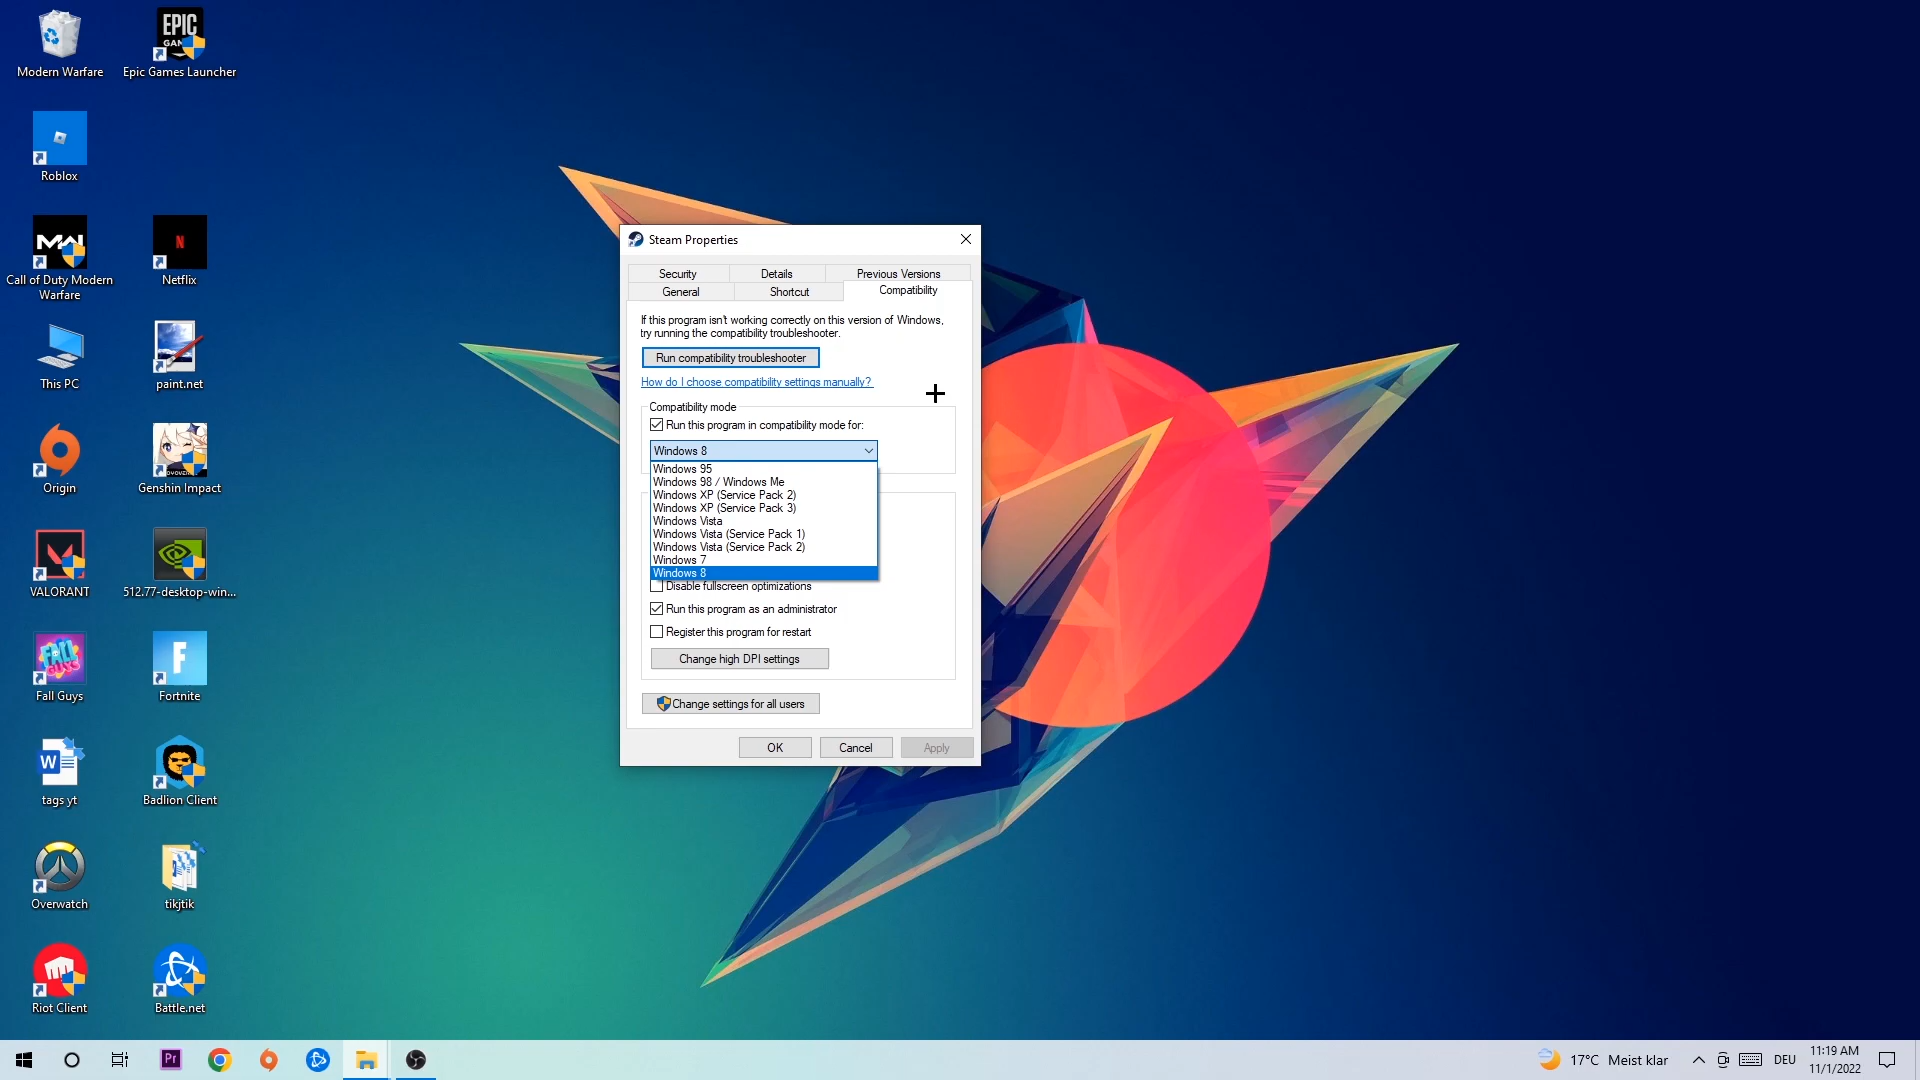 Modern Warfare
EPIC
GAMES
Epic Games Launcher
Roblox
MW
Call of Duty Modern
Warfare
N
Netflix
This PC
paint.net
Origin
Genshin Impact
VALORANT
512.77-desktop-win...
FALL
GUYS
Fall Guys
F
Fortnite
W
tags yt
Badlion Client
Overwatch
tikjtik
Riot Client
Battle.net
Steam Properties
Security
Details
Previous Versions
General
Shortcut
Compatibility
If this program isn't working correctly on this version of Windows,
try running the compatibility troubleshooter.
Run compatibility troubleshooter
How do I choose compatibility settings manually?
Compatibility mode
Run this program in compatibility mode for:
Windows 8
Windows 95
Windows 98 / Windows Me
Windows XP (Service Pack 2)
Windows XP (Service Pack 3)
Windows Vista
Windows Vista (Service Pack 1)
Windows Vista (Service Pack 2)
Windows 7
Windows 8
Disable fullscreen optimizations
Run this program as an administrator
Register this program for restart
Change high DPI settings
Change settings for all users
OK
Cancel
Apply
Pr
17°C Meist klar
DEU
11:19 AM
11/1/2022